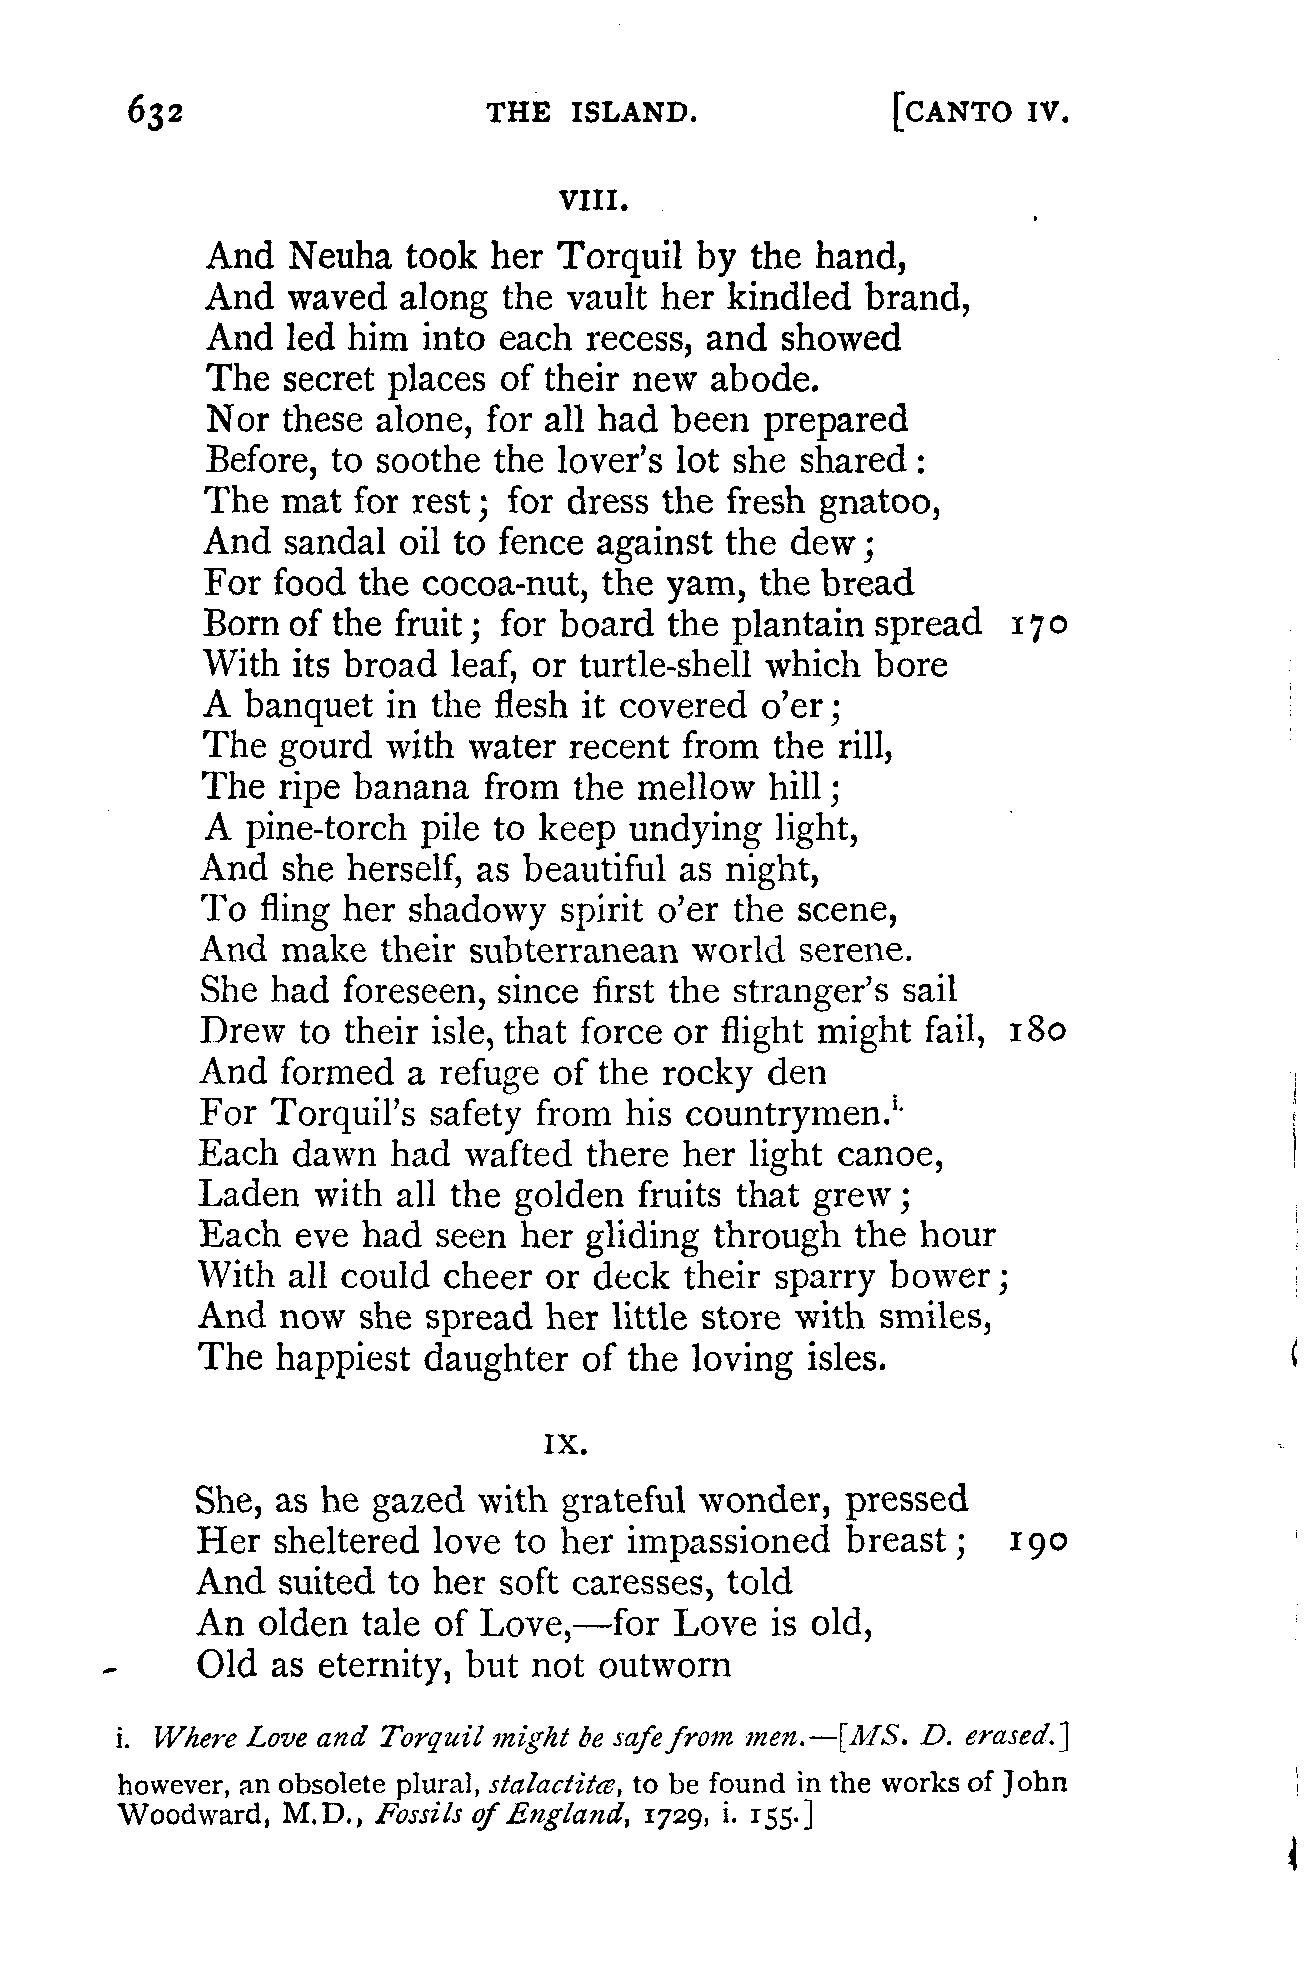 632 THE ISLAND. [CANTO IV.
VIII.
And Neuha took her Torquil by the hand,
And waved along the vault her kindled brand,
And led him into each recess, and showed
The secret places of their new abode.
Nor these alone, for all had been prepared
Before, to soothe the lover's lot she shared :
The mat for rest ; for dress the fresh gnatoo,
And sandal oil to fence against the dew ;
For food the cocoa-nut, the yam, the bread
Born of the fruit ; for board the plantain spread 170
With its broad leaf, or turtle-shell which bore
A banquet in the flesh it covered o'er ;
The gourd with water recent from the rill,
The ripe banana from the mellow hill ;
A pine-torch pile to keep undying light,
And she herself, as beautiful as night,
To fling her shadowy spirit o'er the scene,
And make their subterranean world serene.
She had foreseen, since first the stranger's sail
Drew to their isle, that force or flight might fail, 180
And formed a refuge of the rocky den
For Torquil's safety from his countrymen.i.
Each dawn had wafted there her light canoe,
Laden with all the golden fruits that grew ;
Each eve had seen her gliding through the hour
With all could cheer or deck their sparry bower ;
And now she spread her little store with smiles,
The happiest daughter of the loving isles.
IX.
She, as he gazed with grateful wonder, pressed
Her sheltered love to her impassioned breast ; 190
And suited to her soft caresses, told
An olden tale of Love,—for Love is old,
Old as eternity, but not outworn
i. Where Love and Torquil might be safe from men.—[MS. D. erased.]
however, an obsolete plural, stalactitæ, to be found in the works of John
Woodward, M.D., Fossils of England, 1729, i. 155.]